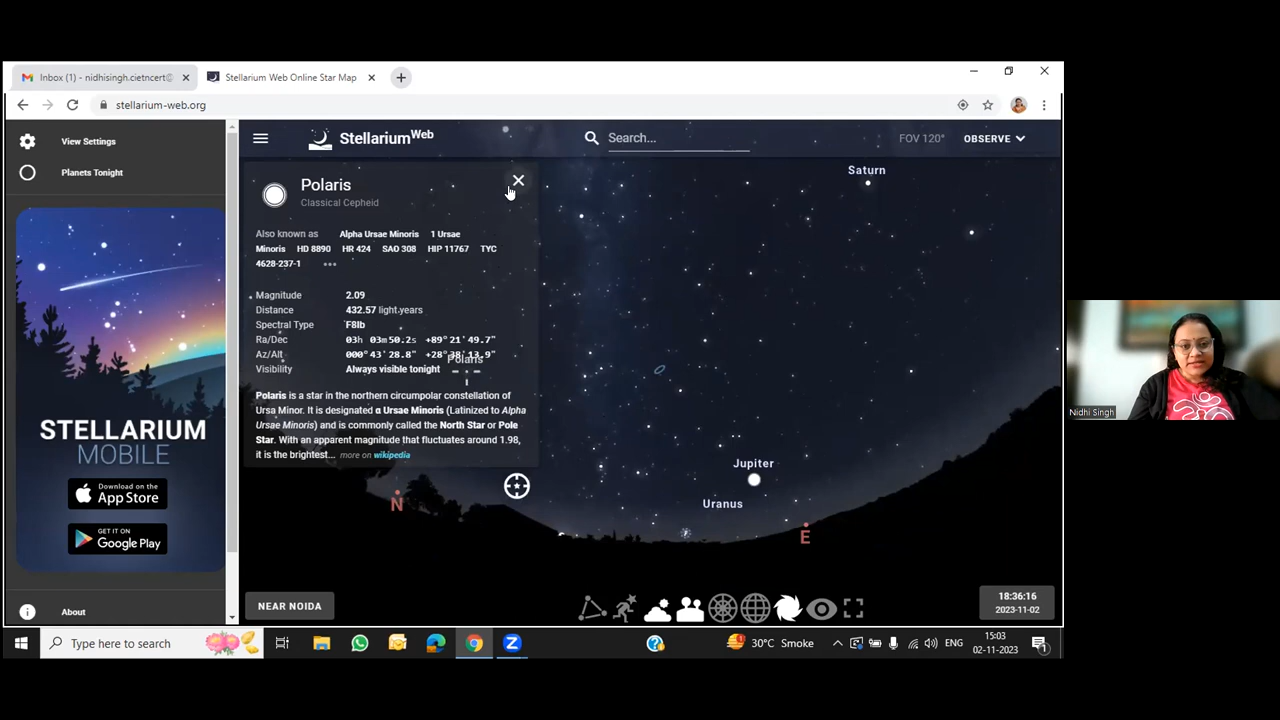 Inbox (1) - nidhisingh.cietncert@
Stellarium Web Online Star Map
stellarium-web.org
View Settings
Planets Tonight
STELLARIUM
MOBILE
Download on the
App Store
GET IT ON
Google Play
About
StellariumWeb
Search...
FOV 120°
OBSERVE
Polaris
Classical Cepheid
Also known as Alpha Ursae Minoris 1 Ursae
Minoris HD 8890 HR 424 SAO 308 HIP 11767 TYC
4628-237-1 •••
Magnitude 2.09
Distance 432.57 light years
Spectral Type F8Ib
Ra/Dec 03h 03m50.2s +89°21'49.7"
Az/Alt 000°43'28.8" +28°38'13.9"
Visibility Always visible tonight
Polaris is a star in the northern circumpolar constellation of
Ursa Minor. It is designated α Ursae Minoris (Latinized to Alpha
Ursae Minoris) and is commonly called the North Star or Pole
Star. With an apparent magnitude that fluctuates around 1.98,
it is the brightest... more on wikipedia
Polaris
Saturn
Jupiter
Uranus
N
E
NEAR NOIDA
18:36:16
2023-11-02
Nidhi Singh
Type here to search
30°C Smoke
ENG
15:03
02-11-2023
1